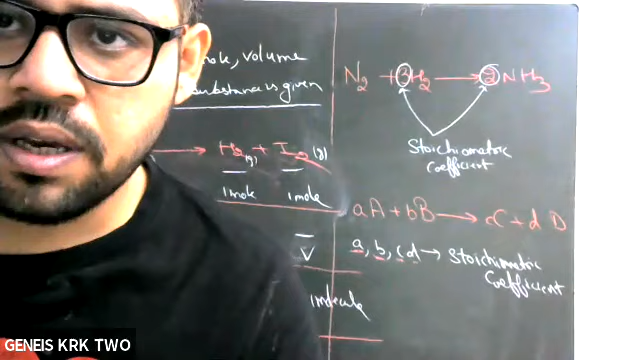 mole, volume
substance is given
→ H₂(g) + I₂(g)
1 mole 1 mole
V
1 molecule
N₂ + 3H₂ → 2NH₃
Stoichiometric
Coefficient
aA + bB → cC + dD
a, b, c d → Stoichiometric
Coefficient
GENEIS KRK TWO